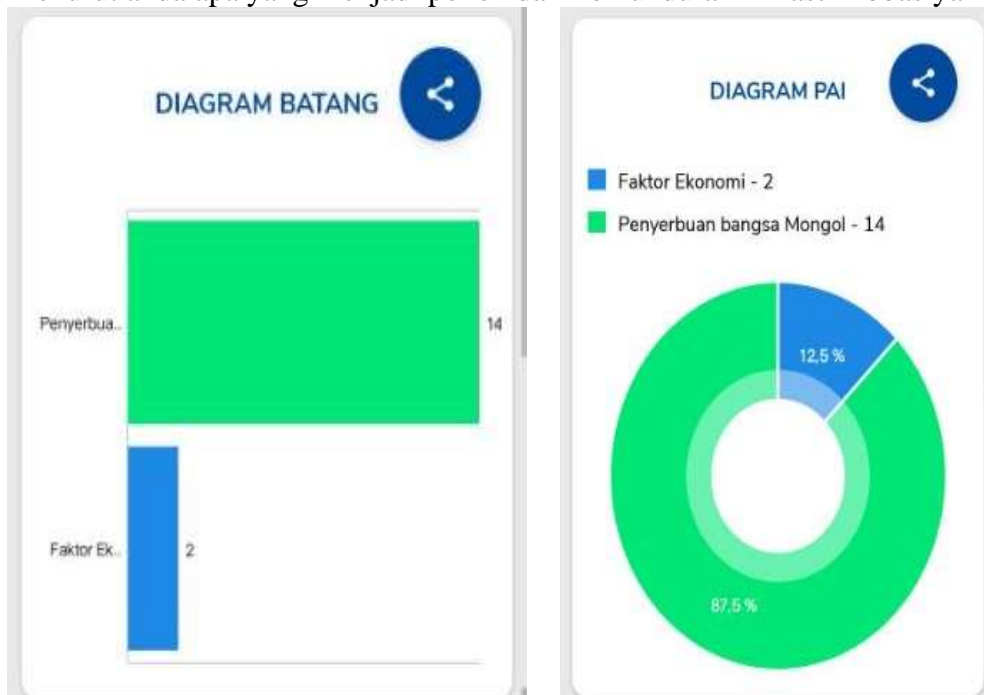 DIAGRAM BATANG
Penyerbua..
14
Faktor Ek..
2
DIAGRAM PAI
Faktor Ekonomi - 2
Penyerbuan bangsa Mongol - 14
12,5 %
87,5 %